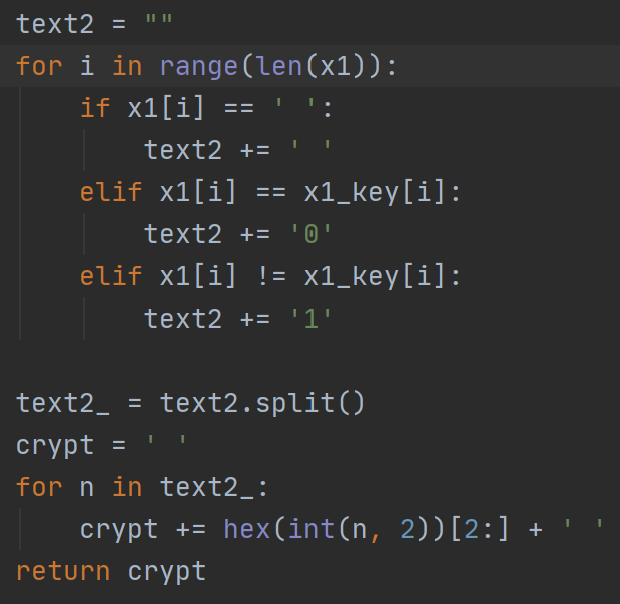 text2 = ""
for i in range(len(x1)):
    if x1[i] == ' ':
        text2 += ' '
    elif x1[i] == x1_key[i]:
        text2 += '0'
    elif x1[i] != x1_key[i]:
        text2 += '1'

text2_ = text2.split()
crypt = ' '
for n in text2_:
    crypt += hex(int(n, 2))[2:] + ' '
return crypt